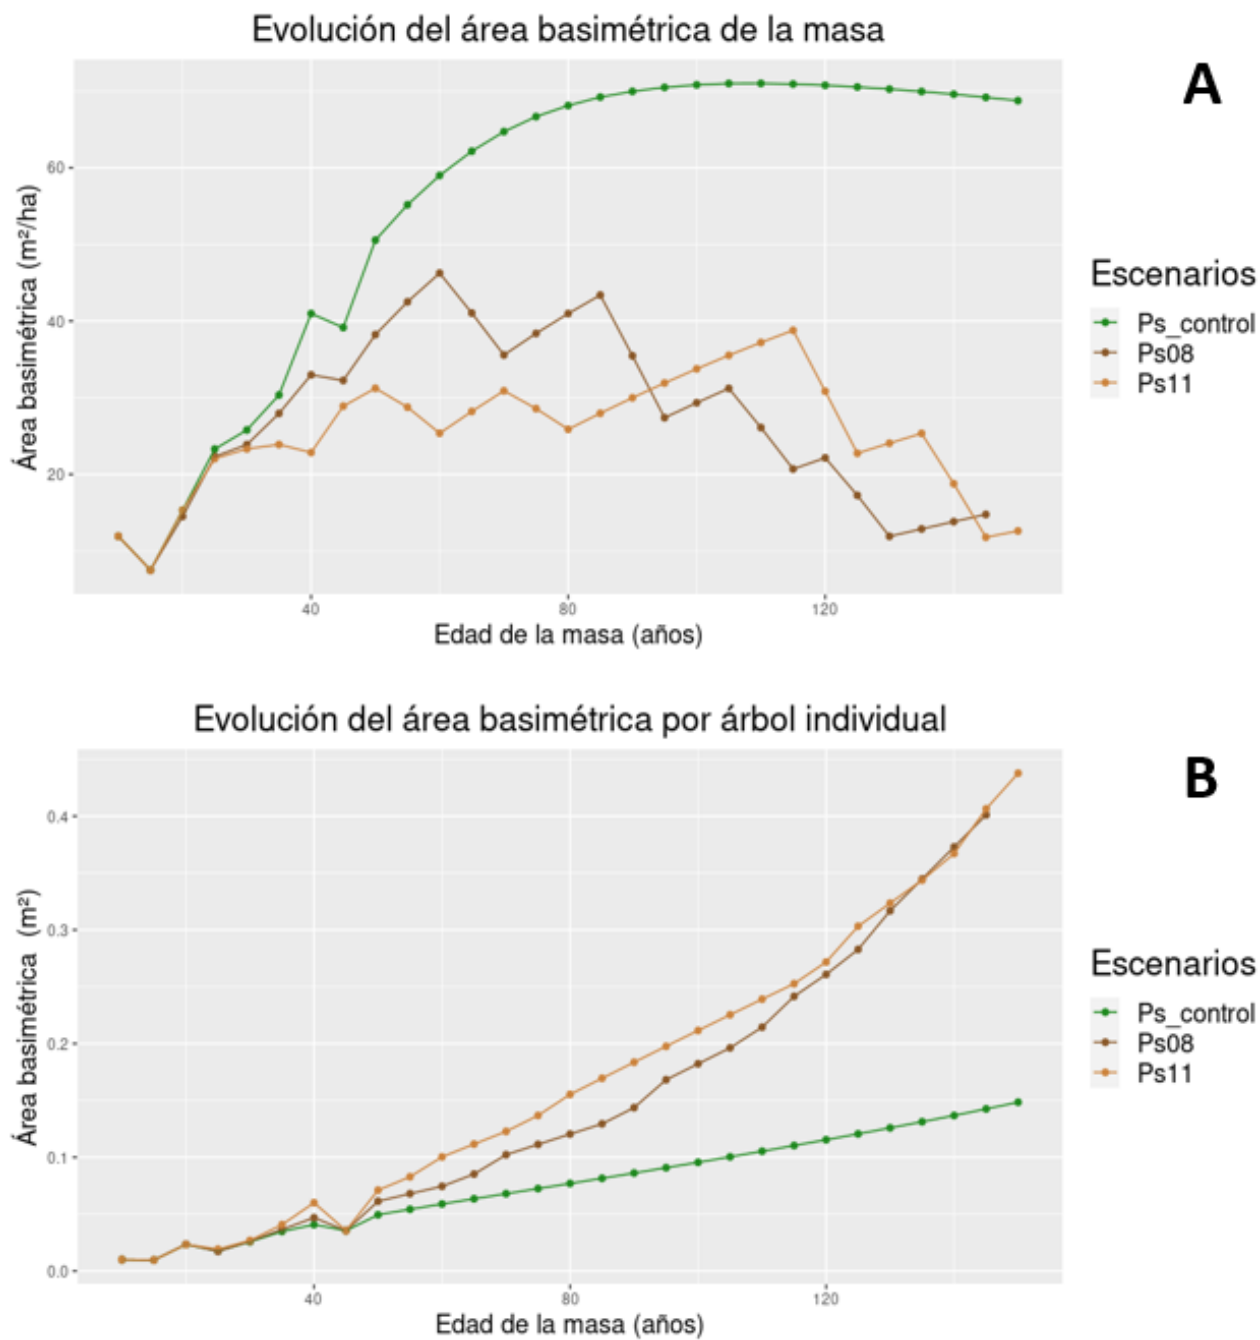 Evolución del área basimétrica de la masa
A
60
40
20
Área basimétrica (m²/ha)
40
80
120
Edad de la masa (años)
Escenarios
Ps_control
Ps08
Ps11
Evolución del área basimétrica por árbol individual
B
0.4
0.3
0.2
0.1
0.0
Área basimétrica (m²)
40
80
120
Edad de la masa (años)
Escenarios
Ps_control
Ps08
Ps11